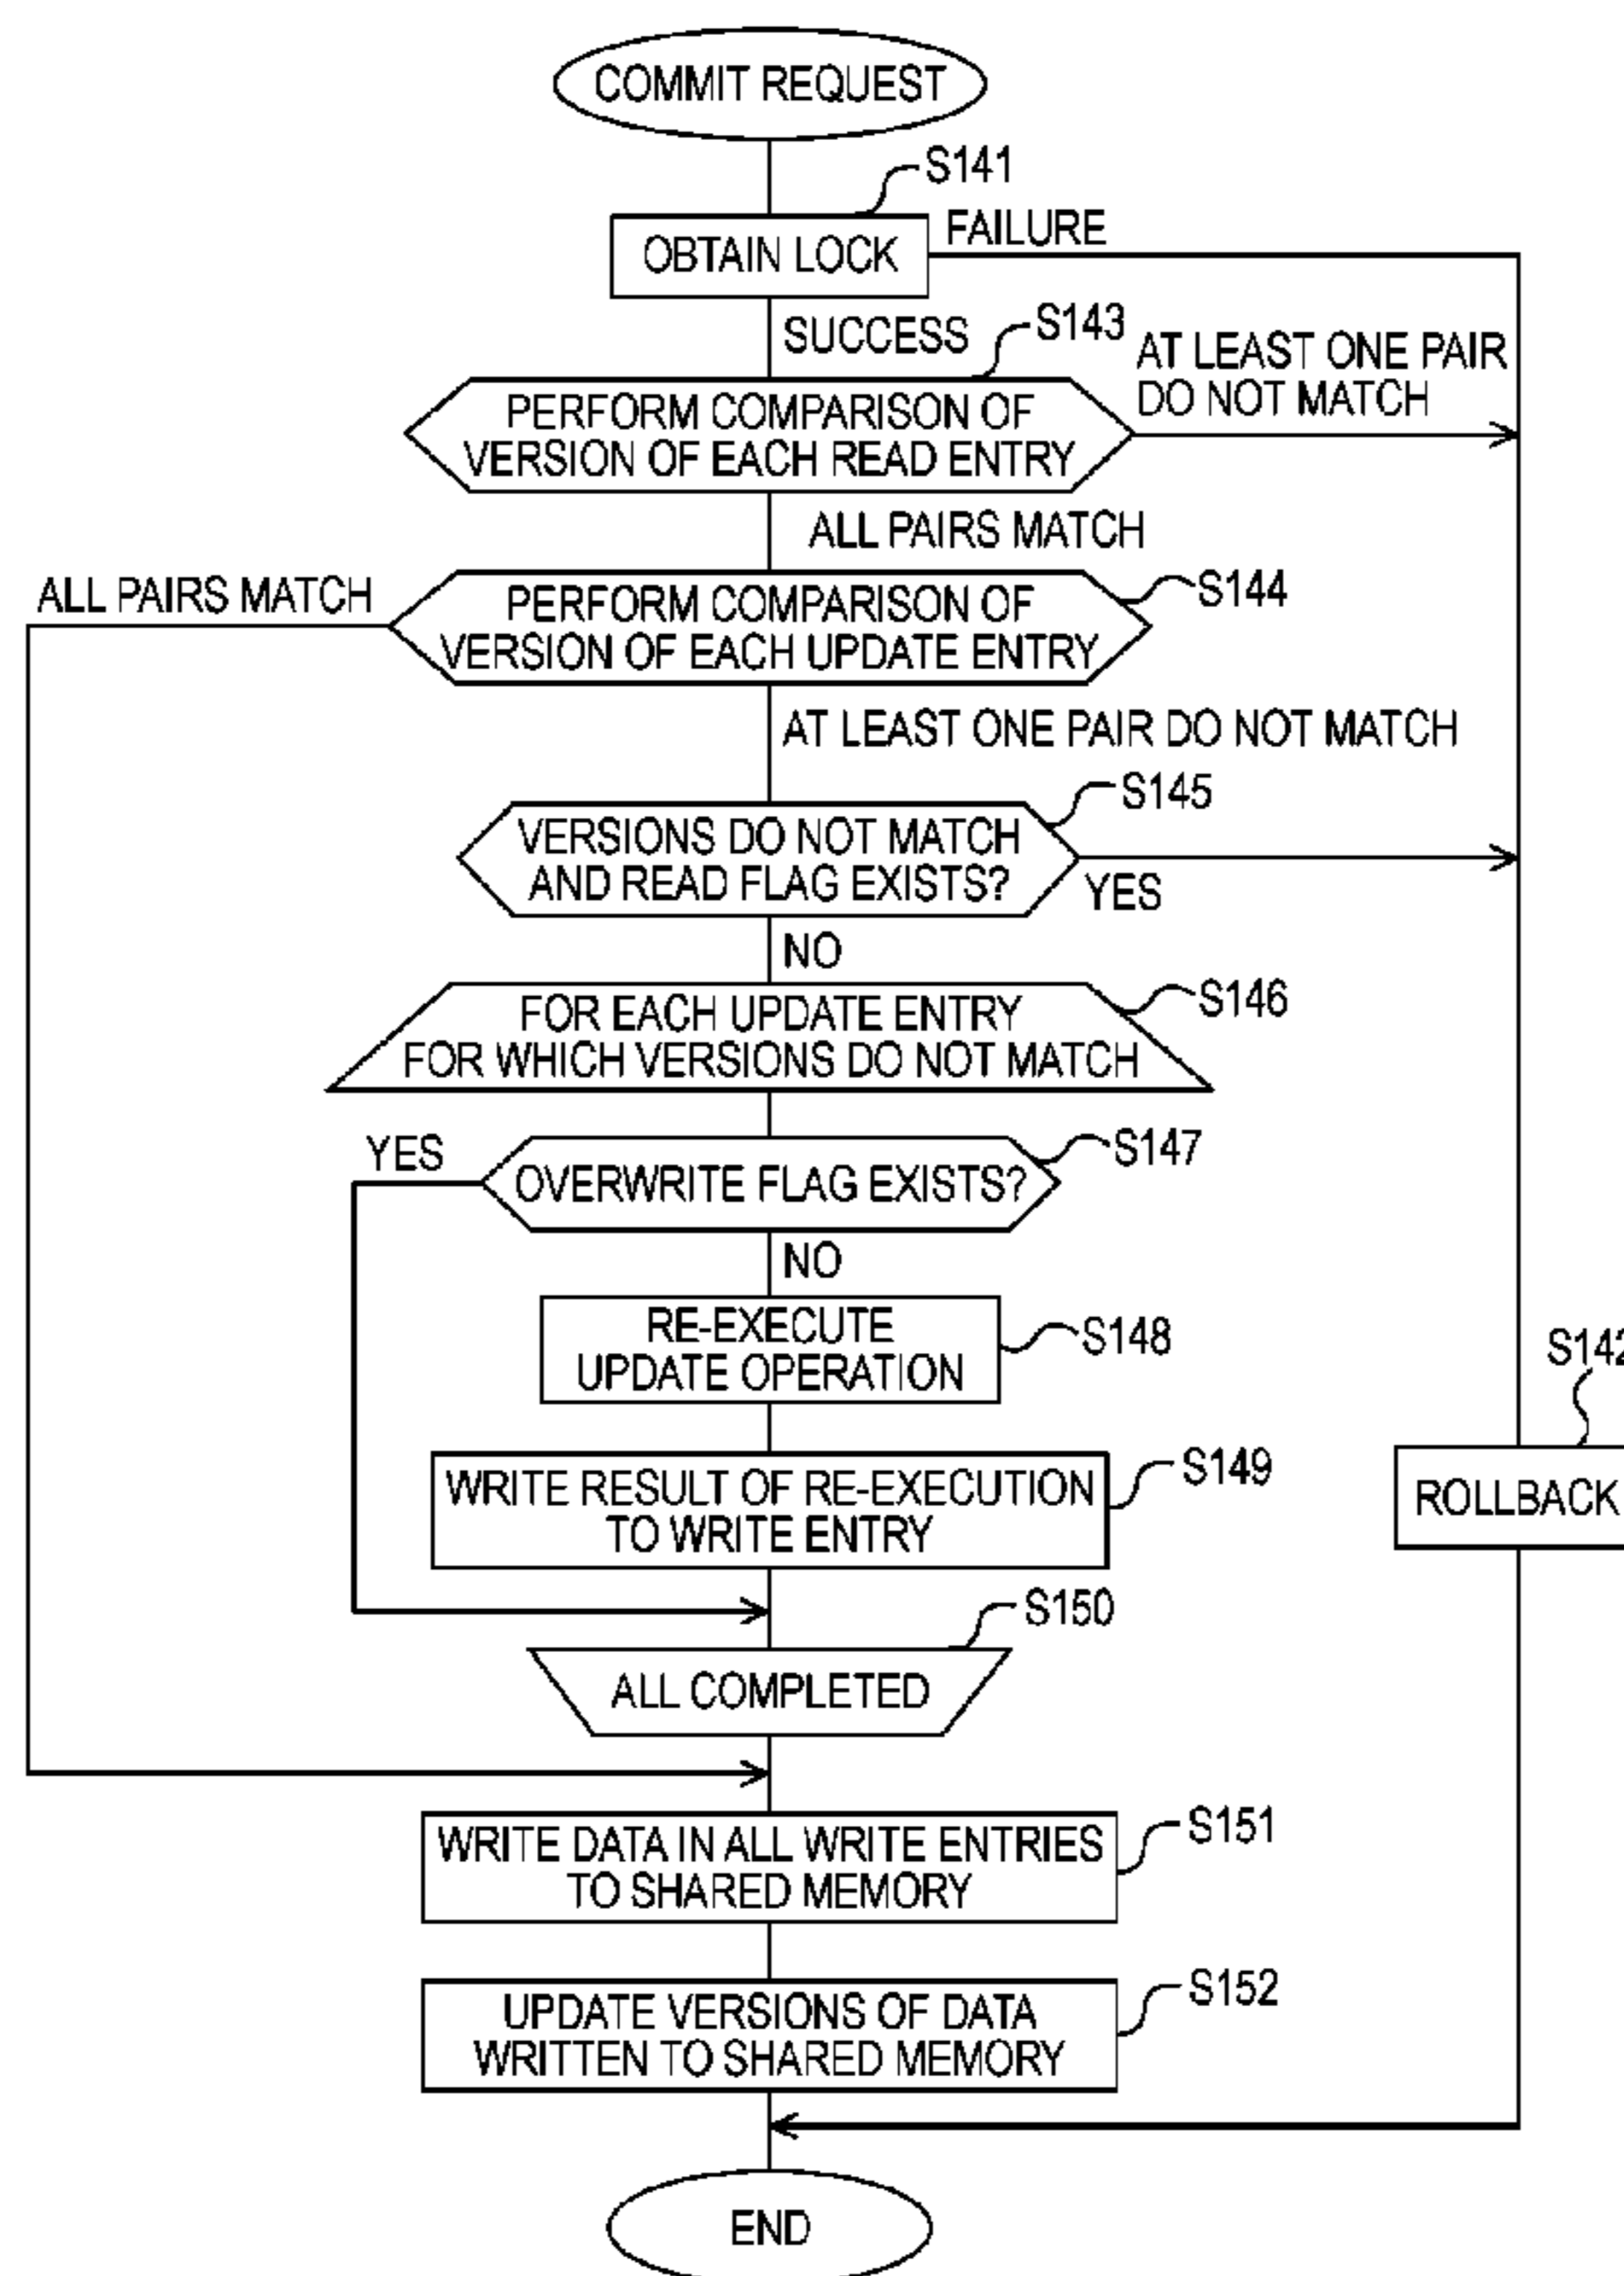 COMMIT REQUEST
S141
OBTAIN LOCK
FAILURE
SUCCESS
S143
AT LEAST ONE PAIR
DO NOT MATCH
PERFORM COMPARISON OF
VERSION OF EACH READ ENTRY
ALL PAIRS MATCH
ALL PAIRS MATCH
PERFORM COMPARISON OF
VERSION OF EACH UPDATE ENTRY
S144
AT LEAST ONE PAIR DO NOT MATCH
S145
VERSIONS DO NOT MATCH
AND READ FLAG EXISTS?
YES
NO
S146
FOR EACH UPDATE ENTRY
FOR WHICH VERSIONS DO NOT MATCH
YES
S147
OVERWRITE FLAG EXISTS?
NO
RE-EXECUTE
UPDATE OPERATION
S148
S142
WRITE RESULT OF RE-EXECUTION
TO WRITE ENTRY
S149
ROLLBACK
S150
ALL COMPLETED
S151
WRITE DATA IN ALL WRITE ENTRIES
TO SHARED MEMORY
S152
UPDATE VERSIONS OF DATA
WRITTEN TO SHARED MEMORY
END